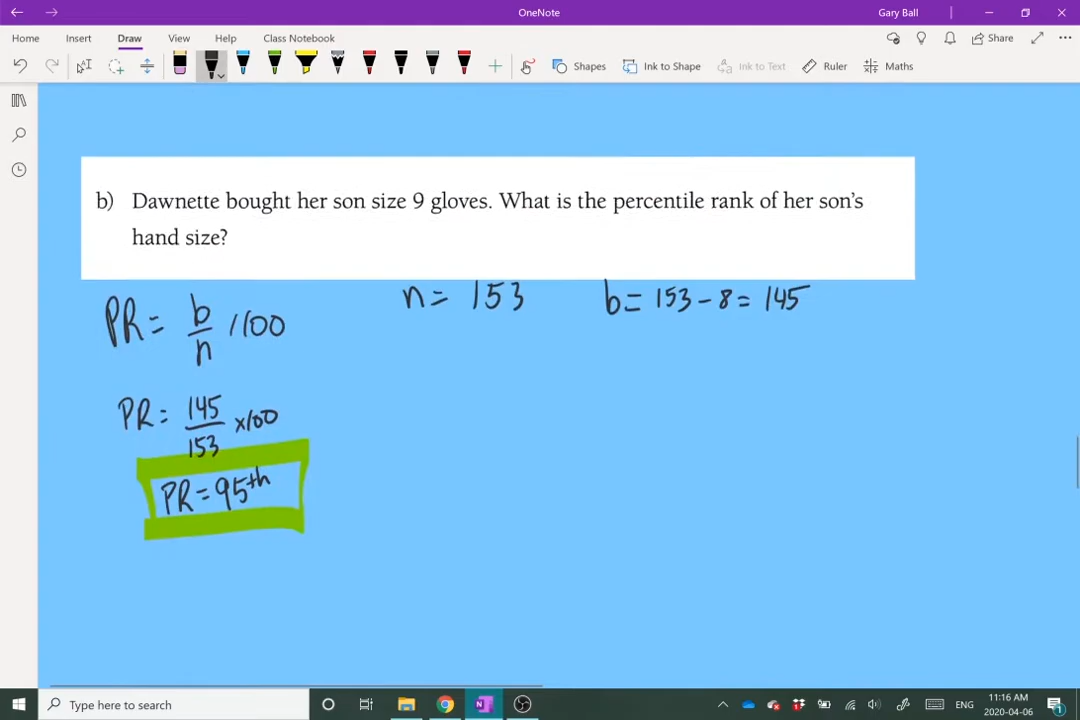 OneNote
Gary Ball
Home Insert Draw View Help Class Notebook
Share
Shapes Ink to Shape Ink to Text Ruler Maths
b) Dawnette bought her son size 9 gloves. What is the percentile rank of her son's
hand size?
PR = b/n /100
n = 153
b = 153 - 8 = 145
PR = 145/153 x100
PR = 95th
Type here to search
ENG
11:16 AM
2020-04-06